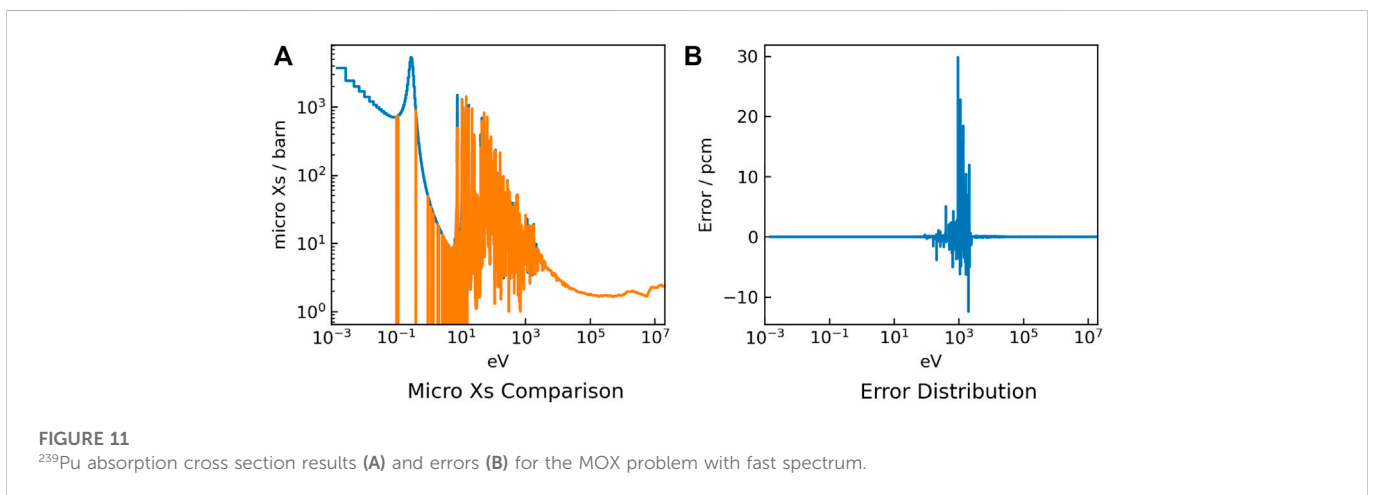 A
micro Xs / barn
10³
10²
10¹
10⁰
10⁻³ 10⁻¹ 10¹ 10³ 10⁵ 10⁷
eV
Micro Xs Comparison
B
Error / pcm
30
20
10
0
−10
10⁻³ 10⁻¹ 10¹ 10³ 10⁵ 10⁷
eV
Error Distribution
FIGURE 11
²³⁹Pu absorption cross section results (A) and errors (B) for the MOX problem with fast spectrum.